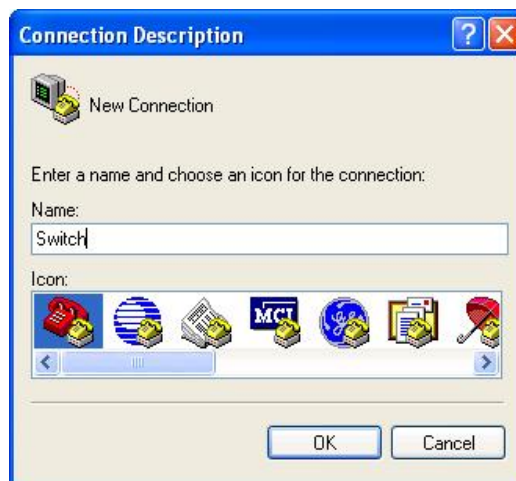 Connection Description
New Connection
Enter a name and choose an icon for the connection:
Name:
Switch
Icon:
MCI
OK Cancel